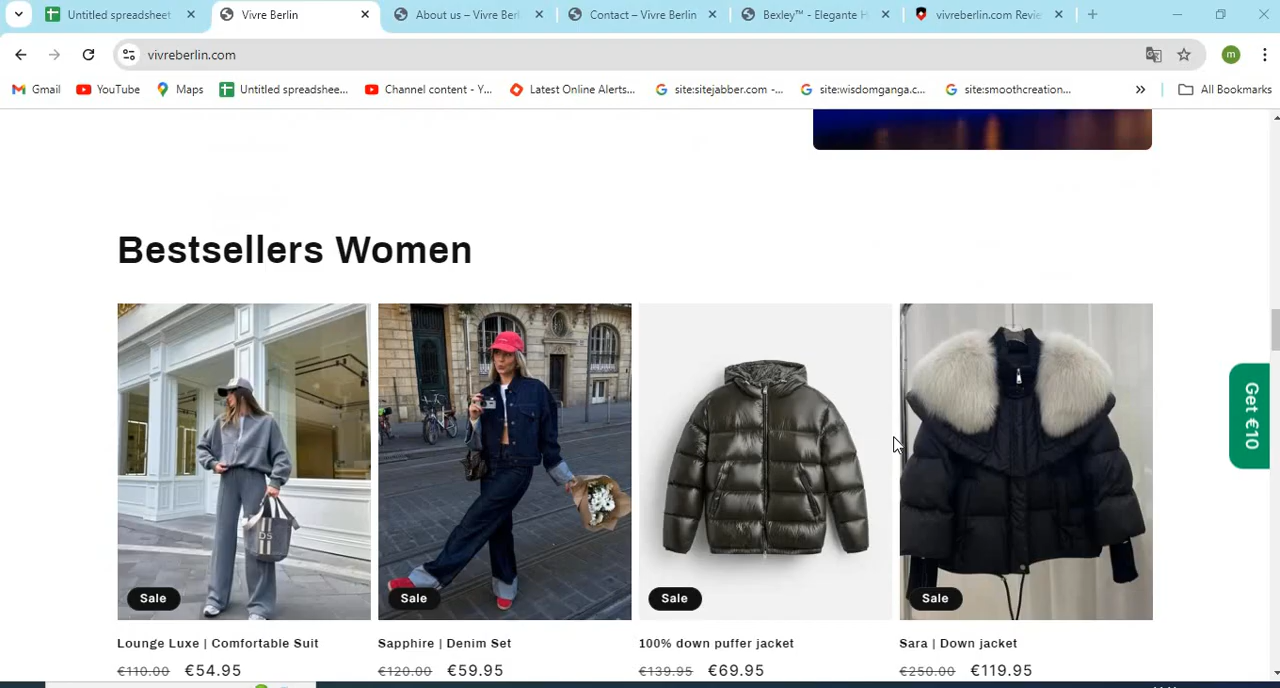 Untitled spreadsheet
Vivre Berlin
About us – Vivre Ber
Contact – Vivre Berlin
Bexley™ - Elegante H
vivreberlin.com Revie
vivreberlin.com
m
Gmail
YouTube
Maps
Untitled spreadshee...
Channel content - Y...
Latest Online Alerts...
site:sitejabber.com -...
site:wisdomganga.c...
site:smoothcreation...
All Bookmarks
Bestsellers Women
Get €10
DS
Sale
Sale
Sale
Sale
Lounge Luxe | Comfortable Suit
Sapphire | Denim Set
100% down puffer jacket
Sara | Down jacket
€110.00 €54.95
€120.00 €59.95
€139.95 €69.95
€250.00 €119.95